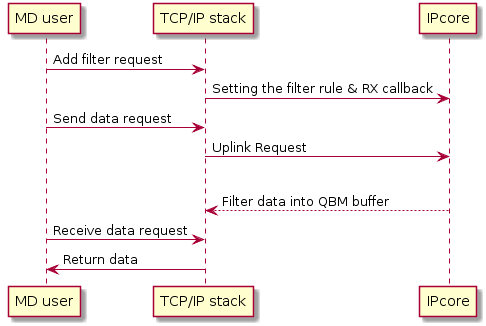 MD user TCP/IP stack IPcore
Add filter request
Setting the filter rule & RX callback
Send data request
Uplink Request
Filter data into QBM buffer
Receive data request
Return data
MD user TCP/IP stack IPcore